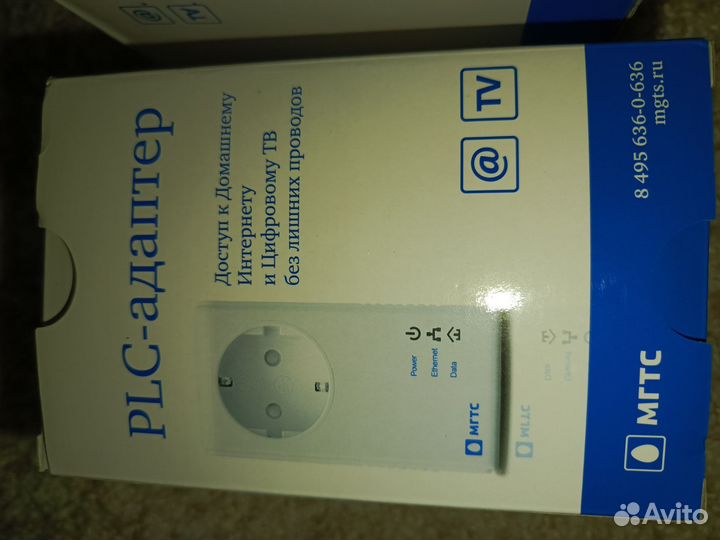 TV
PLC-адаптер
Доступ к Домашнему
Интернету
и Цифровому ТВ
без лишних проводов
@ TV
Power
Ethernet
Data
МГТС
МГТС
8 495 636-0-636
mgts.ru
Avito